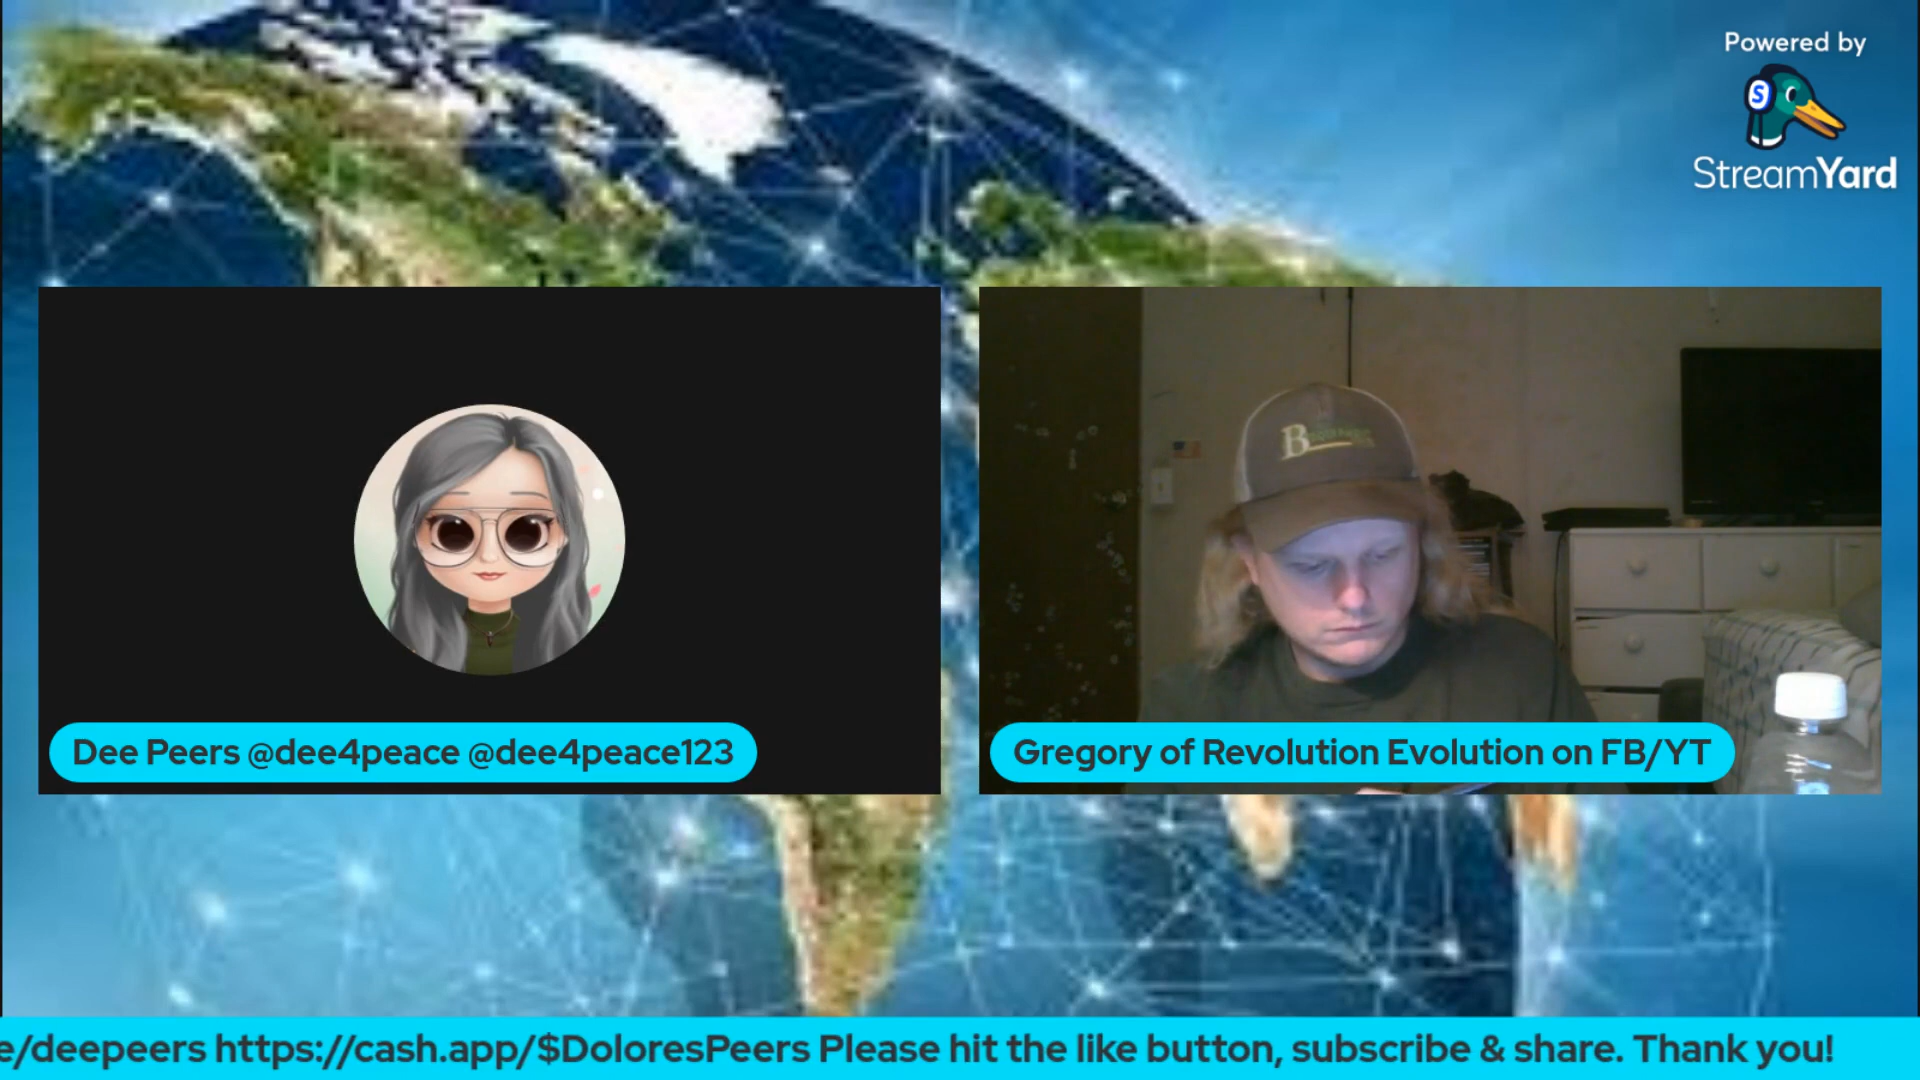 Powered by
S
StreamYard
B
Dee Peers @dee4peace @dee4peace123
Gregory of Revolution Evolution on FB/YT
e/deepeers https://cash.app/$DoloresPeers Please hit the like button, subscribe & share. Thank you!